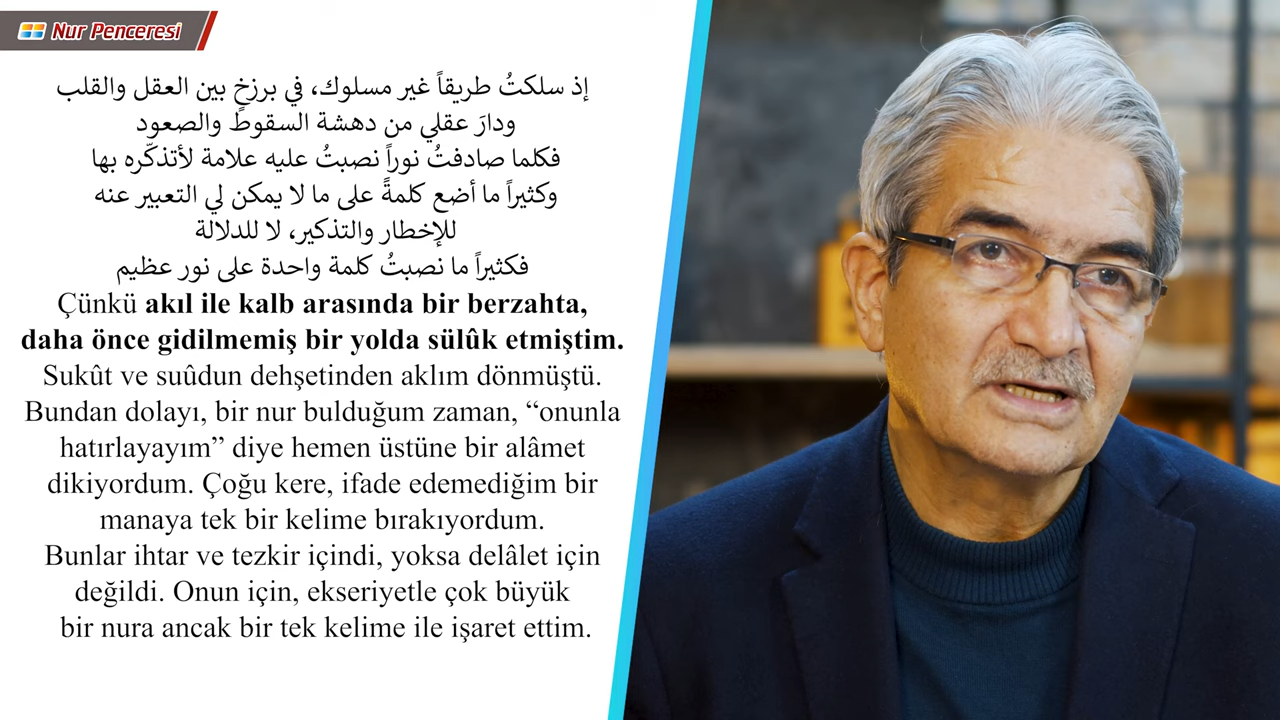 Nur Penceresi
إذ سلكتُ طريقاً غير مسلوك، في برزخٍ بين العقل والقلب
ودارَ عقلي من دهشة السقوط والصعود
فكلما صادفتُ نوراً نصبتُ عليه علامة لأتذكّره بها
وكثيراً ما أضع كلمةً على ما لا يمكن لي التعبير عنه
للإخطار والتذكير، لا للدلالة
فكثيراً ما نصبتُ كلمة واحدة على نور عظيم
Çünkü akıl ile kalb arasında bir berzahta,
daha önce gidilmemiş bir yolda sülûk etmiştim.
Sukût ve suûdun dehşetinden aklım dönmüştü.
Bundan dolayı, bir nur bulduğum zaman, “onunla
hatırlayayım” diye hemen üstüne bir alâmet
dikiyordum. Çoğu kere, ifade edemediğim bir
manaya tek bir kelime bırakıyordum.
Bunlar ihtar ve tezkir içindi, yoksa delâlet için
değildi. Onun için, ekseriyetle çok büyük
bir nura ancak bir tek kelime ile işaret ettim.